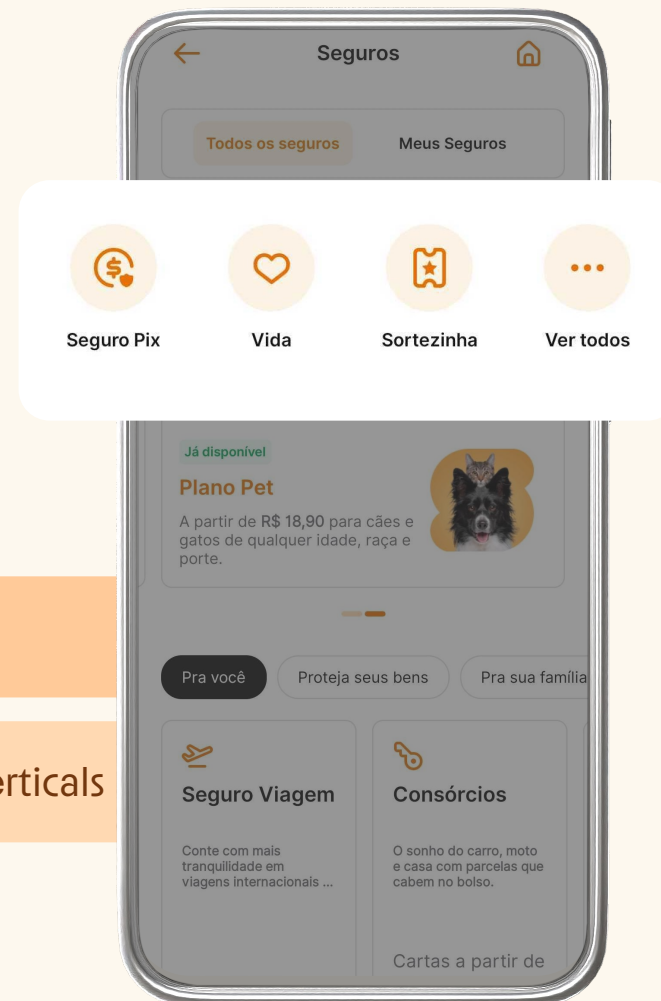 Seguros
Todos os seguros
Meus Seguros
Seguro Pix
Vida
Sortezinha
Ver todos
Já disponível
Plano Pet
A partir de R$ 18,90 para cães e
gatos de qualquer idade, raça e
porte.
Pra você
Proteja seus bens
Pra sua família
erticals
Seguro Viagem
Conte com mais
tranquilidade em
viagens internacionais ...
Consórcios
O sonho do carro, moto
e casa com parcelas que
cabem no bolso.
Cartas a partir de